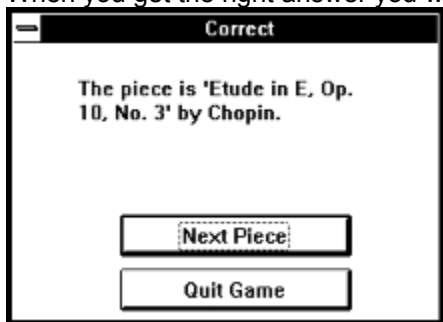 When you get the right answer you w
Correct
The piece is 'Etude in E, Op.
10, No. 3' by Chopin.
Next Piece
Quit Game